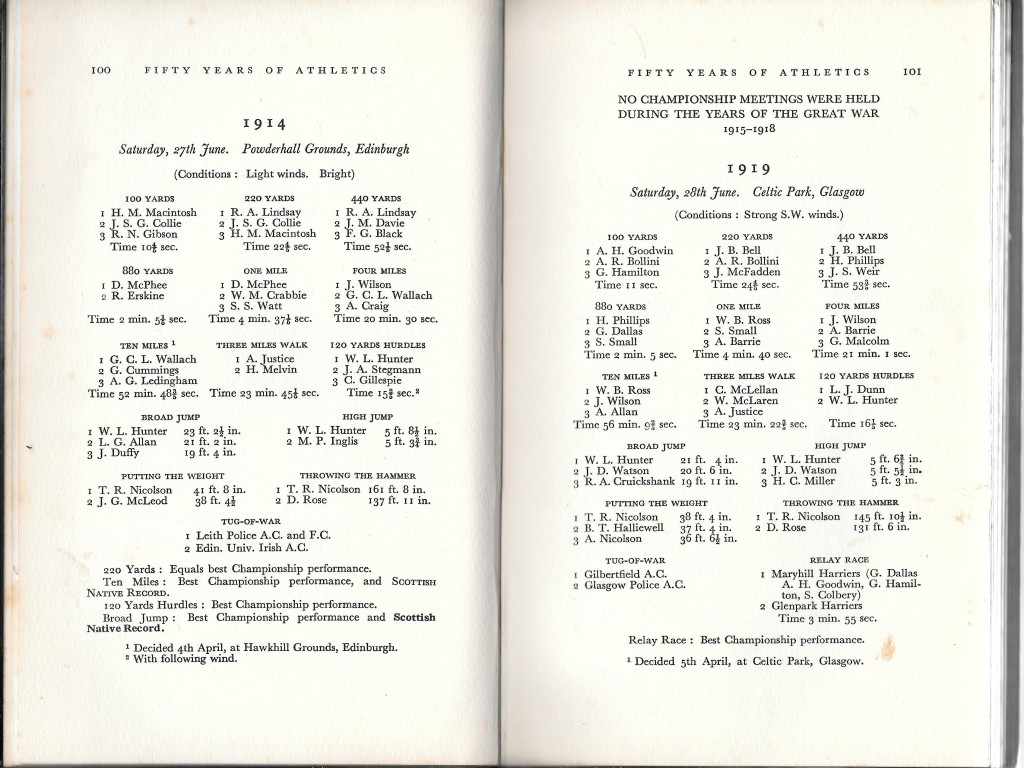 100 FIFTY YEARS OF ATHLETICS
1914
Saturday, 27th June. Powderhall Grounds, Edinburgh
(Conditions : Light winds. Bright)
100 YARDS
1 H. M. Macintosh
2 J. S. G. Collie
3 R. N. Gibson
Time 10⅘ sec.
220 YARDS
1 R. A. Lindsay
2 J. S. G. Collie
3 H. M. Macintosh
Time 22⅘ sec.
440 YARDS
1 R. A. Lindsay
2 J. M. Davie
3 F. G. Black
Time 52⅘ sec.
880 YARDS
1 D. McPhee
2 R. Erskine
Time 2 min. 5⅕ sec.
ONE MILE
1 D. McPhee
2 W. M. Crabbie
3 S. S. Watt
Time 4 min. 37⅕ sec.
FOUR MILES
1 J. Wilson
2 G. C. L. Wallach
3 A. Craig
Time 20 min. 30 sec.
TEN MILES ¹
1 G. C. L. Wallach
2 G. Cummings
3 A. G. Ledingham
Time 52 min. 48⅗ sec.
THREE MILES WALK
1 A. Justice
2 H. Melvin
Time 23 min. 45⅕ sec.
120 YARDS HURDLES
1 W. L. Hunter
2 J. A. Stegmann
3 C. Gillespie
Time 15⅗ sec.²
BROAD JUMP
1 W. L. Hunter 23 ft. 2½ in.
2 L. G. Allan 21 ft. 2 in.
3 J. Duffy 19 ft. 4 in.
HIGH JUMP
1 W. L. Hunter 5 ft. 8½ in.
2 M. P. Inglis 5 ft. 3¾ in.
PUTTING THE WEIGHT
1 T. R. Nicolson 41 ft. 8 in.
2 J. G. McLeod 38 ft. 4½
THROWING THE HAMMER
1 T. R. Nicolson 161 ft. 8 in.
2 D. Rose 137 ft. 11 in.
TUG-OF-WAR
1 Leith Police A.C. and F.C.
2 Edin. Univ. Irish A.C.
220 Yards : Equals best Championship performance.
Ten Miles : Best Championship performance, and SCOTTISH
NATIVE RECORD.
120 Yards Hurdles : Best Championship performance.
Broad Jump : Best Championship performance and Scottish
Native Record.
¹ Decided 4th April, at Hawkhill Grounds, Edinburgh.
² With following wind.
FIFTY YEARS OF ATHLETICS 101
NO CHAMPIONSHIP MEETINGS WERE HELD
DURING THE YEARS OF THE GREAT WAR
1915–1918
1919
Saturday, 28th June. Celtic Park, Glasgow
(Conditions : Strong S.W. winds.)
100 YARDS
1 A. H. Goodwin
2 A. R. Bollini
3 G. Hamilton
Time 11 sec.
220 YARDS
1 J. B. Bell
2 A. R. Bollini
3 J. McFadden
Time 24⅘ sec.
440 YARDS
1 J. B. Bell
2 H. Phillips
3 J. S. Weir
Time 53⅗ sec.
880 YARDS
1 H. Phillips
2 G. Dallas
3 S. Small
Time 2 min. 5 sec.
ONE MILE
1 W. B. Ross
2 S. Small
3 A. Barrie
Time 4 min. 40 sec.
FOUR MILES
1 J. Wilson
2 A. Barrie
3 G. Malcolm
Time 21 min. 1 sec.
TEN MILES ¹
1 W. B. Ross
2 J. Wilson
3 A. Allan
Time 56 min. 9⅗ sec.
THREE MILES WALK
1 C. McLellan
2 W. McLaren
3 A. Justice
Time 23 min. 22⅗ sec.
120 YARDS HURDLES
1 L. J. Dunn
2 W. L. Hunter
Time 16⅕ sec.
BROAD JUMP
1 W. L. Hunter 21 ft. 4 in.
2 J. D. Watson 20 ft. 6 in.
3 R. A. Cruickshank 19 ft. 11 in.
HIGH JUMP
1 W. L. Hunter 5 ft. 6¾ in.
2 J. D. Watson 5 ft. 5½ in.
3 H. C. Miller 5 ft. 3 in.
PUTTING THE WEIGHT
1 T. R. Nicolson 38 ft. 4 in.
2 B. T. Halliewell 37 ft. 4 in.
3 A. Nicolson 36 ft. 6½ in.
THROWING THE HAMMER
1 T. R. Nicolson 145 ft. 10½ in.
2 D. Rose 131 ft. 6 in.
TUG-OF-WAR
1 Gilbertfield A.C.
2 Glasgow Police A.C.
RELAY RACE
1 Maryhill Harriers (G. Dallas
A. H. Goodwin, G. Hamil-
ton, S. Colbery)
2 Glenpark Harriers
Time 3 min. 55 sec.
Relay Race : Best Championship performance.
¹ Decided 5th April, at Celtic Park, Glasgow.